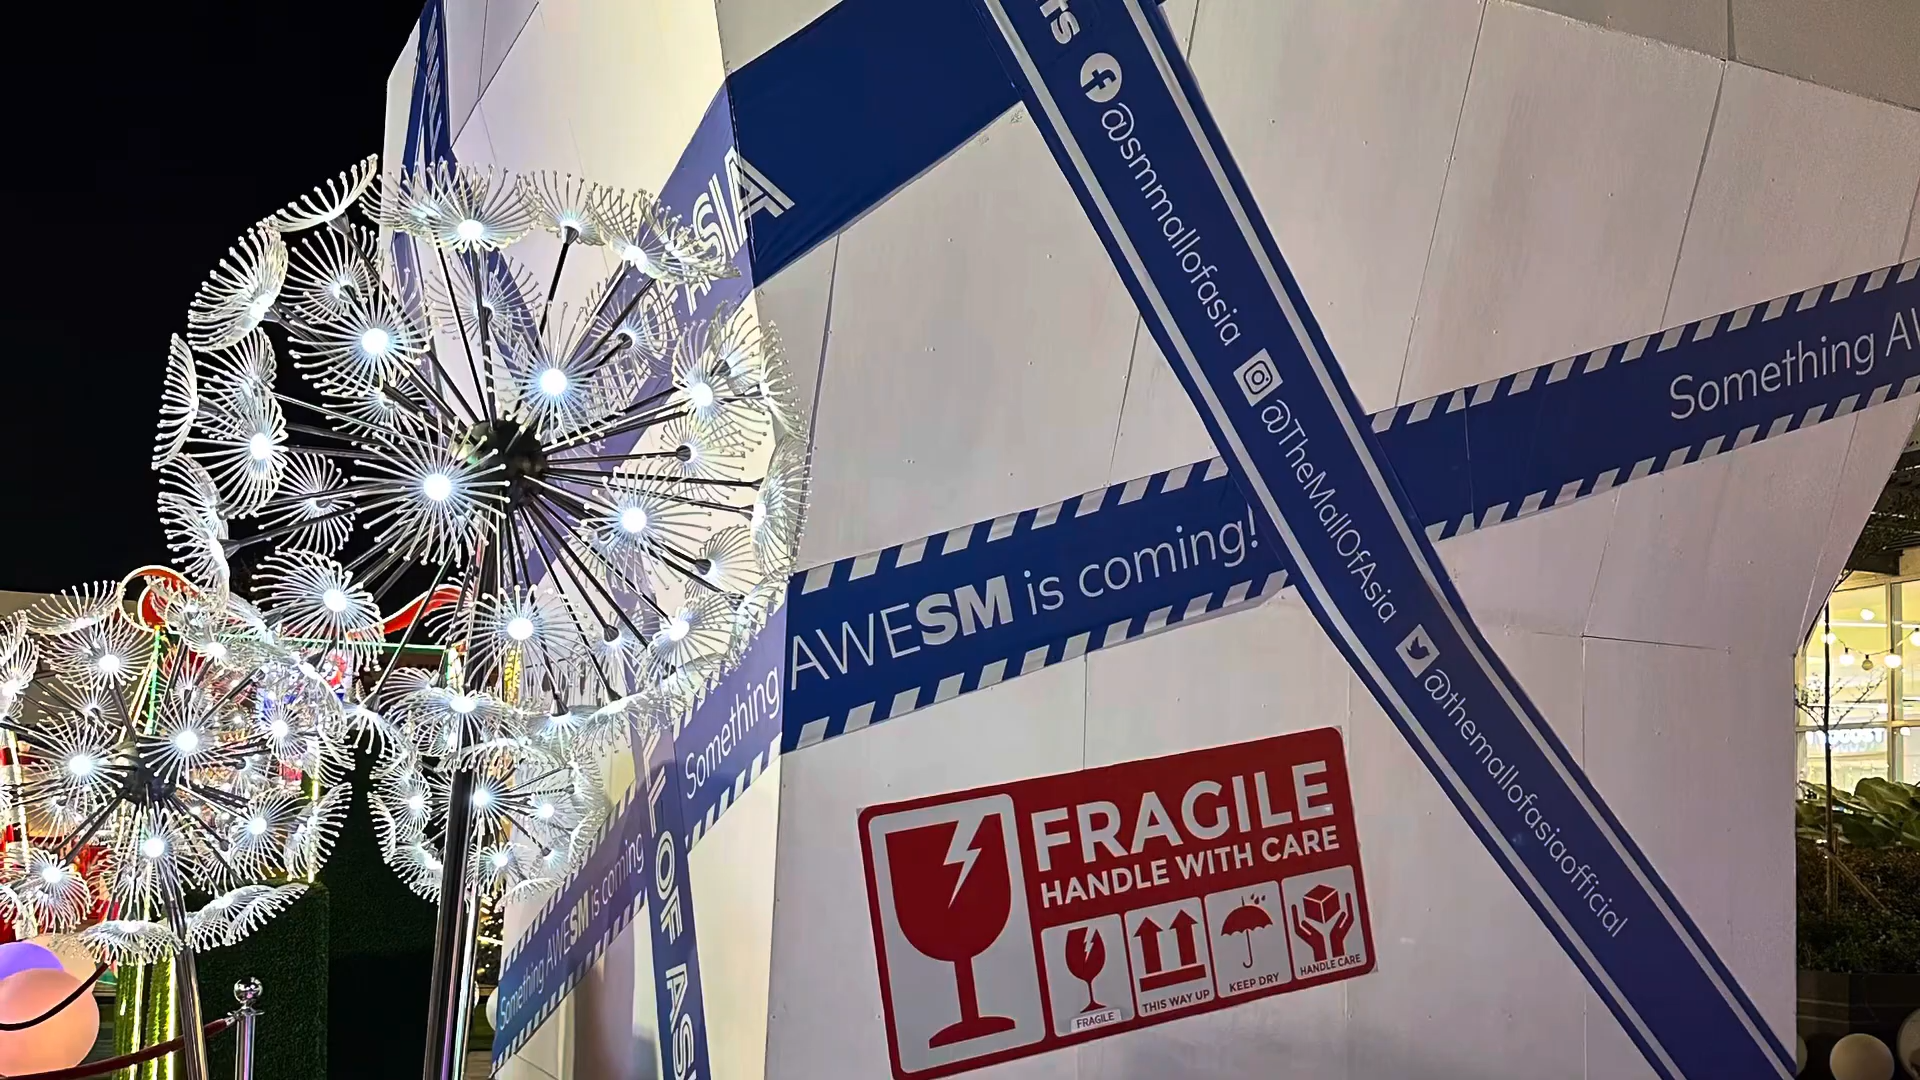 ts
@smmallofasia
@TheMallOfAsia
@themallofasiaofficial
ASIA
Something AWESM is coming!
Something
Something AWESM is coming
L OF ASI
FRAGILE
HANDLE WITH CARE
FRAGILE
THIS WAY UP
KEEP DRY
HANDLE CARE